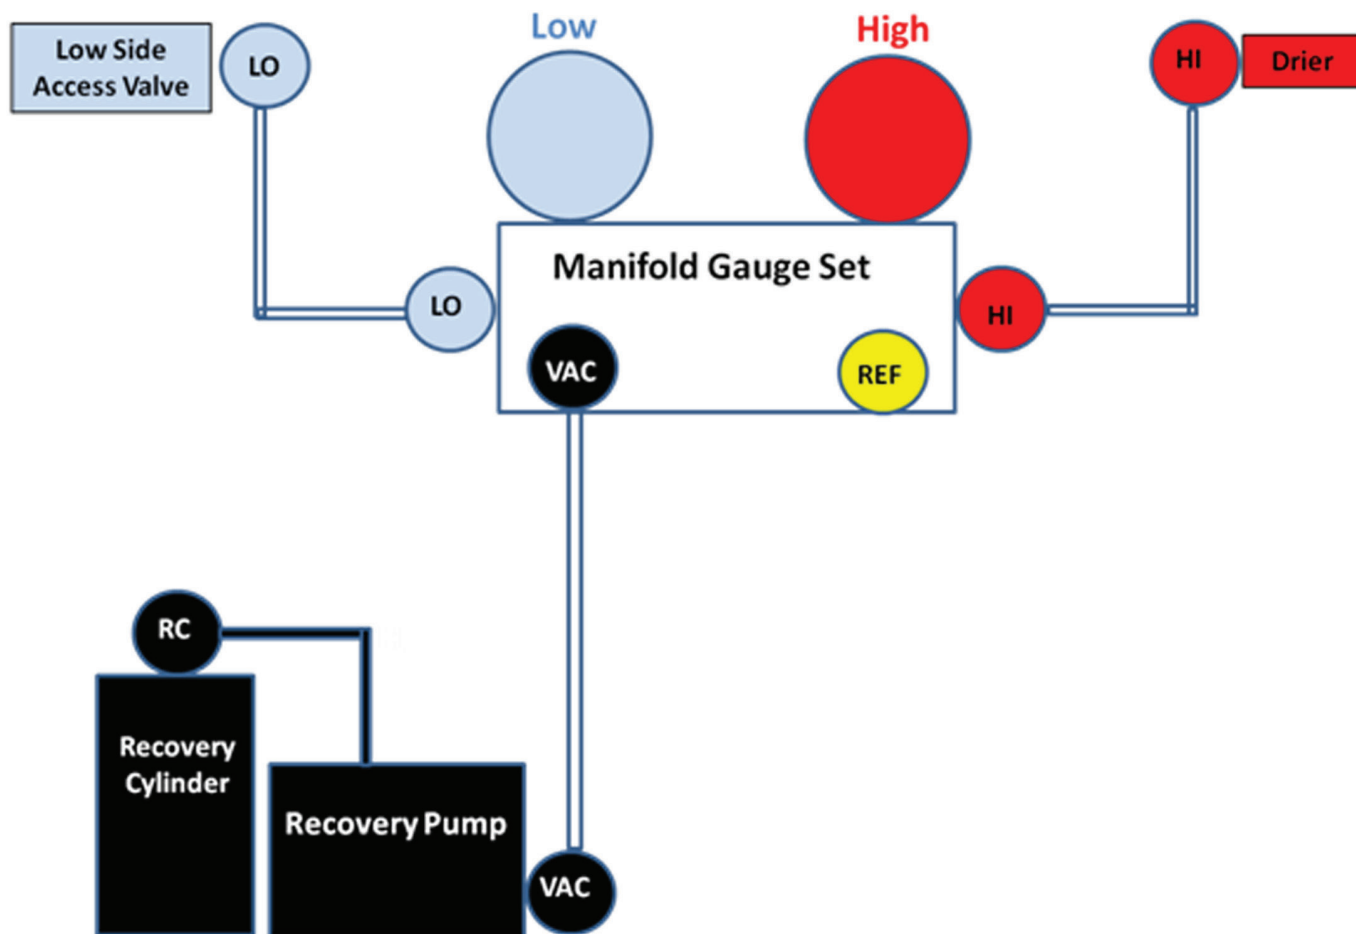 Low
High
Low Side
Access Valve
LO
HI
Drier
Manifold Gauge Set
LO
HI
VAC
REF
RC
Recovery
Cylinder
Recovery Pump
VAC